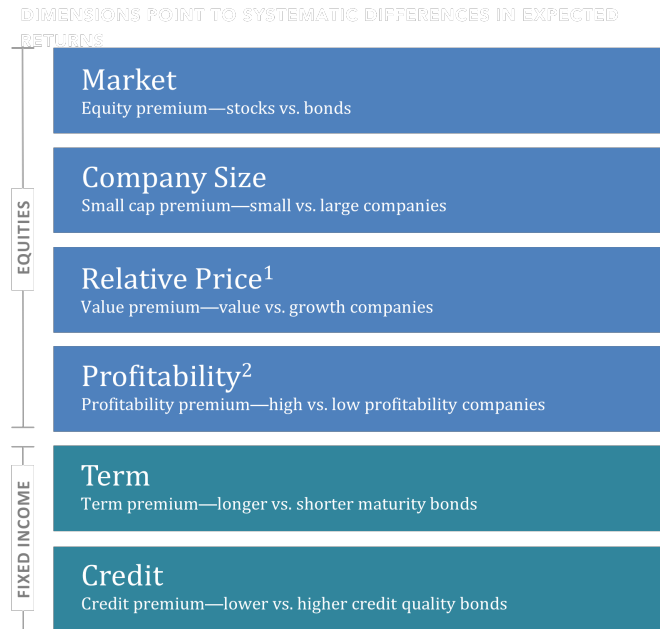 DIMENSIONS POINT TO SYSTEMATIC DIFFERENCES IN EXPECTED
RETURNS
EQUITIES
Market
Equity premium—stocks vs. bonds
Company Size
Small cap premium—small vs. large companies
Relative Price¹
Value premium—value vs. growth companies
Profitability²
Profitability premium—high vs. low profitability companies
FIXED INCOME
Term
Term premium—longer vs. shorter maturity bonds
Credit
Credit premium—lower vs. higher credit quality bonds